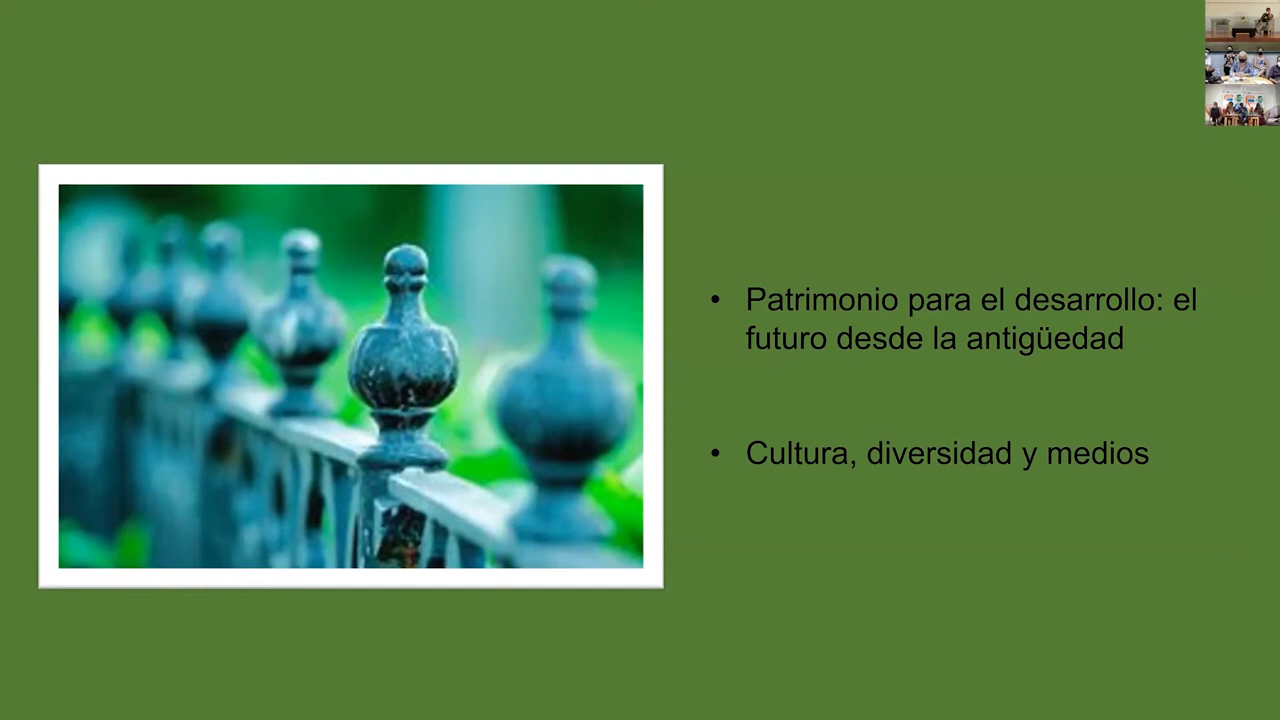 • Patrimonio para el desarrollo: el
futuro desde la antigüedad
• Cultura, diversidad y medios